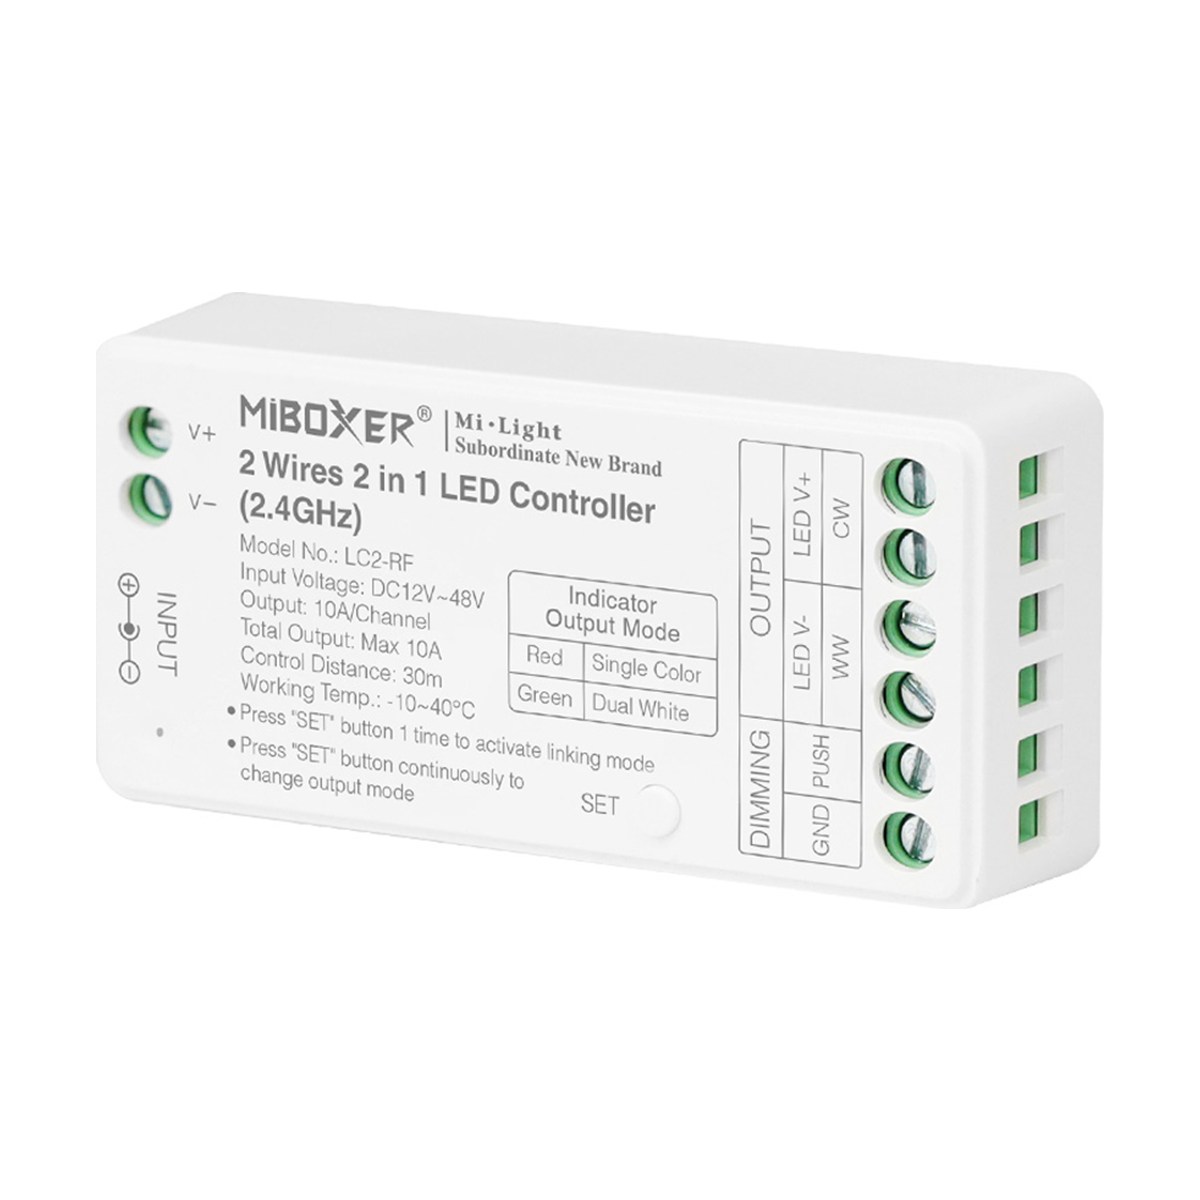 MiBOXER® | Mi·Light
Subordinate New Brand
2 Wires 2 in 1 LED Controller
(2.4GHz)
Model No.: LC2-RF
Input Voltage: DC12V~48V
Output: 10A/Channel
Total Output: Max 10A
Control Distance: 30m
Working Temp.: -10~40°C
• Press "SET" button 1 time to activate linking mode
• Press "SET" button continuously to
change output mode
V+
V-
INPUT
Indicator
Output Mode
Red Single Color
Green Dual White
SET
OUTPUT
LED V+
CW
LED V-
WW
DIMMING
PUSH
GND